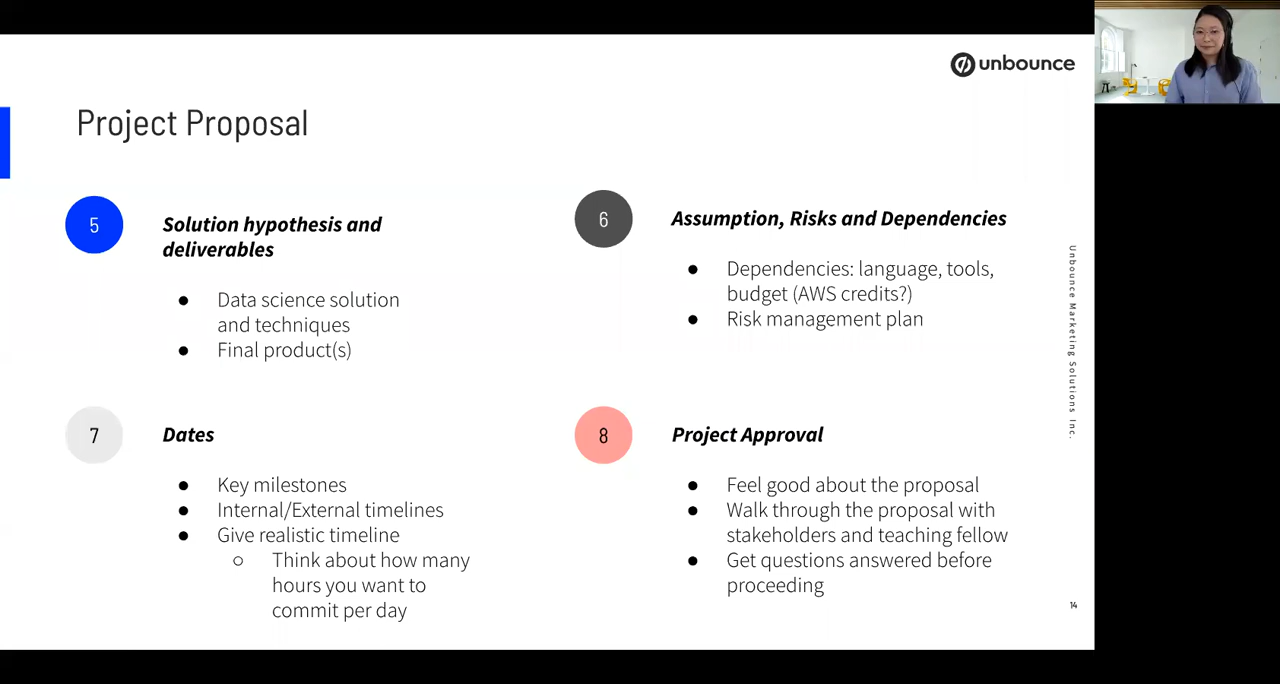 unbounce
Project Proposal
5
Solution hypothesis and
deliverables
● Data science solution
and techniques
● Final product(s)
6
Assumption, Risks and Dependencies
● Dependencies: language, tools,
budget (AWS credits?)
● Risk management plan
7
Dates
● Key milestones
● Internal/External timelines
● Give realistic timeline
○ Think about how many
hours you want to
commit per day
8
Project Approval
● Feel good about the proposal
● Walk through the proposal with
stakeholders and teaching fellow
● Get questions answered before
proceeding
Unbounce Marketing Solutions Inc.
14